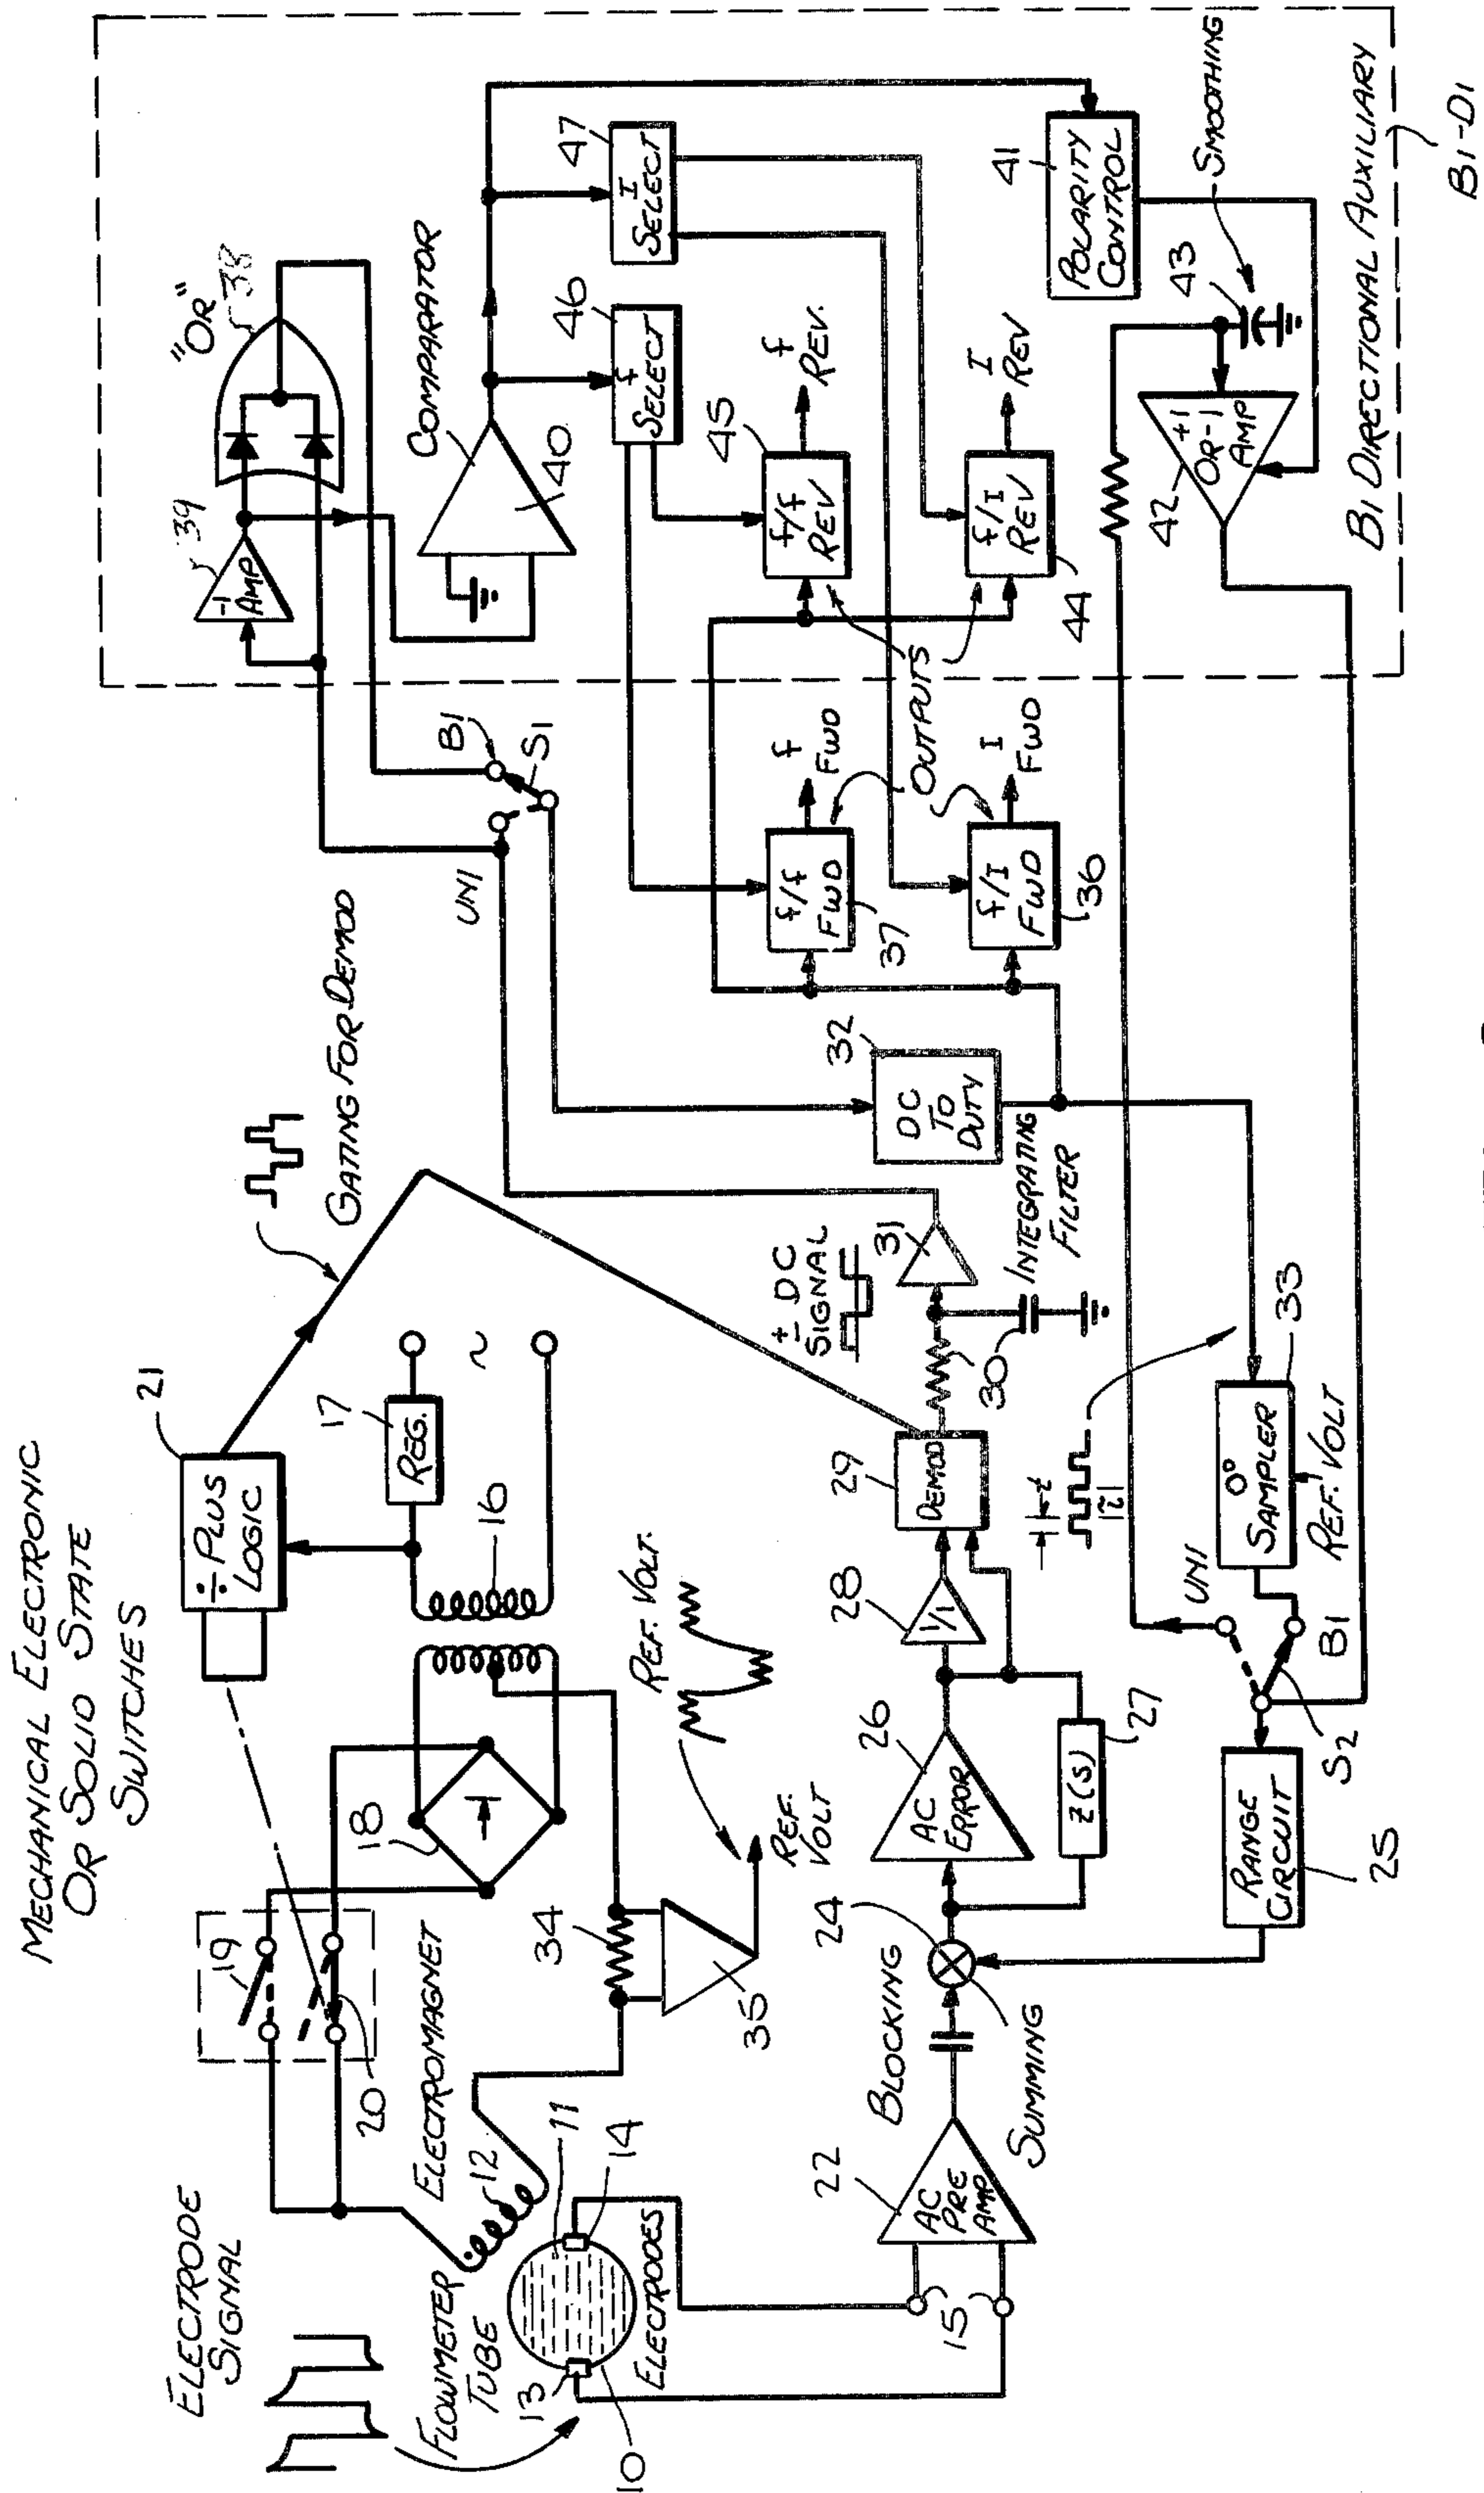 MECHANICAL ELECTRONIC
OR SOLID STATE
SWITCHES
ELECTRODE
SIGNAL
19
20
21
÷ PLUS
LOGIC
GATING FOR DEMOD
17
REG.
16
~
18
ELECTROMAGNET
12
FLOWMETER
TUBE
11
13
14
10
ELECTRODES
15
34
35
REF.
VOLT
REF. VOLT.
22
AC
PRE
AMP
BLOCKING
24
SUMMING
26
AC
ERROR
Z(S)
27
28
1/1
29
DEMOD
± DC
SIGNAL
30
31
INTEGRATING
FILTER
32
DC
TO
DUTY
t
|τ|
33
0°
SAMPLER
REF. VOLT
RANGE
CIRCUIT
25
S2
UNI
BI
UNI
BI
S1
f/f
FWD
37
f
FWD
f/I
FWD
36
I
FWD
OUTPUTS
-1
AMP
39
"OR"
38
COMPARATOR
40
f
SELECT
46
I
SELECT
47
f/f
REV
45
f
REV.
f/I
REV
44
I
REV
POLARITY
CONTROL
41
+1
OR-1
AMP
42
43
SMOOTHING
BI DIRECTIONAL AUXILIARY
BI-DI